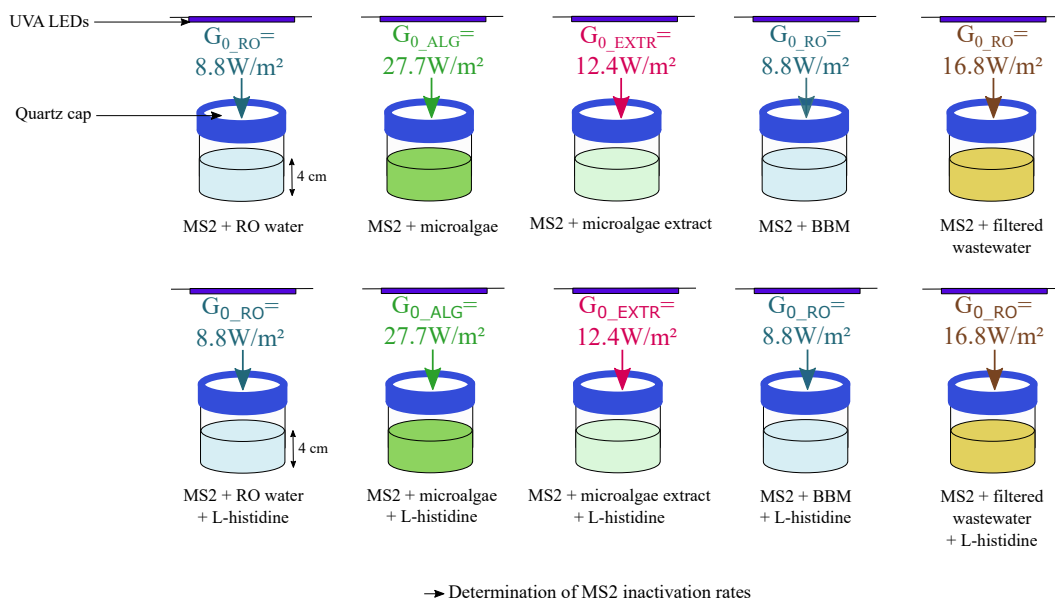 UVA LEDs
G0_RO=
8.8W/m²
G0_ALG=
27.7W/m²
G0_EXTR=
12.4W/m²
G0_RO=
8.8W/m²
G0_RO=
16.8W/m²
Quartz cap
4 cm
MS2 + RO water
MS2 + microalgae
MS2 + microalgae extract
MS2 + BBM
MS2 + filtered
wastewater
G0_RO=
8.8W/m²
G0_ALG=
27.7W/m²
G0_EXTR=
12.4W/m²
G0_RO=
8.8W/m²
G0_RO=
16.8W/m²
4 cm
MS2 + RO water
+ L-histidine
MS2 + microalgae
+ L-histidine
MS2 + microalgae extract
+ L-histidine
MS2 + BBM
+ L-histidine
MS2 + filtered
wastewater
+ L-histidine
Determination of MS2 inactivation rates